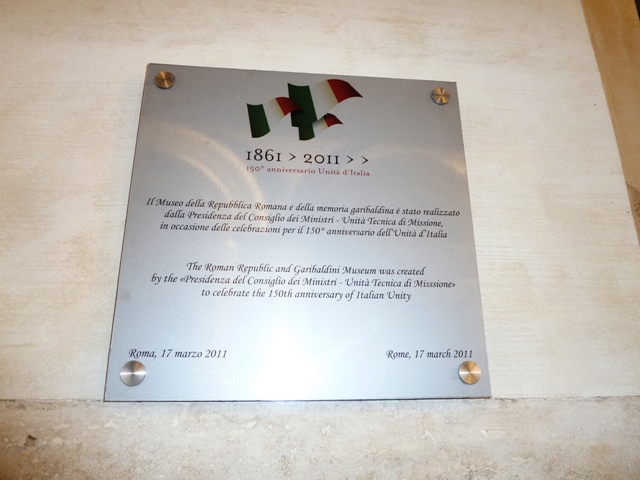 1861 > 2011 > >
150° anniversario Unità d'Italia
Il Museo della Repubblica Romana e della memoria garibaldina è stato realizzato
dalla Presidenza del Consiglio dei Ministri - Unità Tecnica di Missione,
in occasione delle celebrazioni per il 150° anniversario dell'Unità d'Italia
The Roman Republic and Garibaldini Museum was created
by the «Presidenza del Consiglio dei Ministri - Unità Tecnica di Misssione»
to celebrate the 150th anniversary of Italian Unity
Roma, 17 marzo 2011
Rome, 17 march 2011